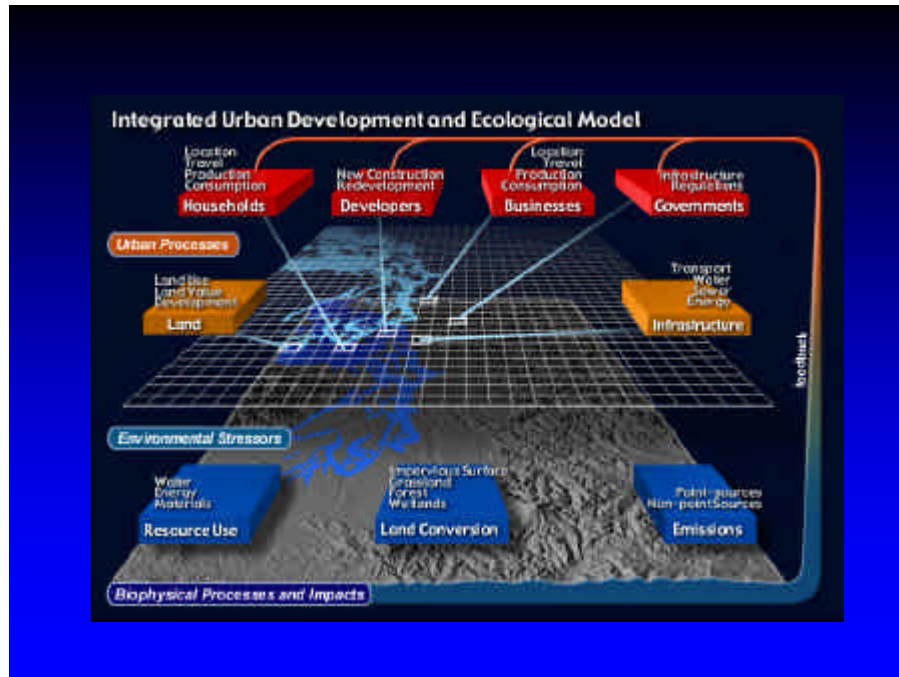 Integrated Urban Development and Ecological Model
Location
Travel
Production
Consumption
Households
New Construction
Redevelopment
Developers
Location
Travel
Production
Consumption
Businesses
Infrastructure
Regulations
Governments
Urban Processes
Land Use
Land Value
Development
Land
Transport
Water
Sewer
Energy
Infrastructure
feedback
Environmental Stressors
Water
Energy
Materials
Resource Use
Impervious Surface
Grassland
Forest
Wetlands
Land Conversion
Point-sources
Non-pointSources
Emissions
Biophysical Processes and Impacts